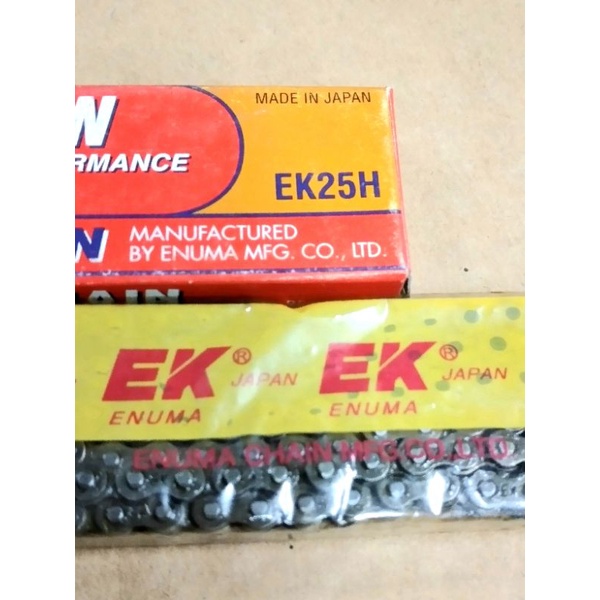 MADE IN JAPAN
EK25H
MANUFACTURED
BY ENUMA MFG. CO., LTD.
EK® JAPAN EK® JAPAN
ENUMA ENUMA
ENUMA CHAIN MFG.CO.,LTD.